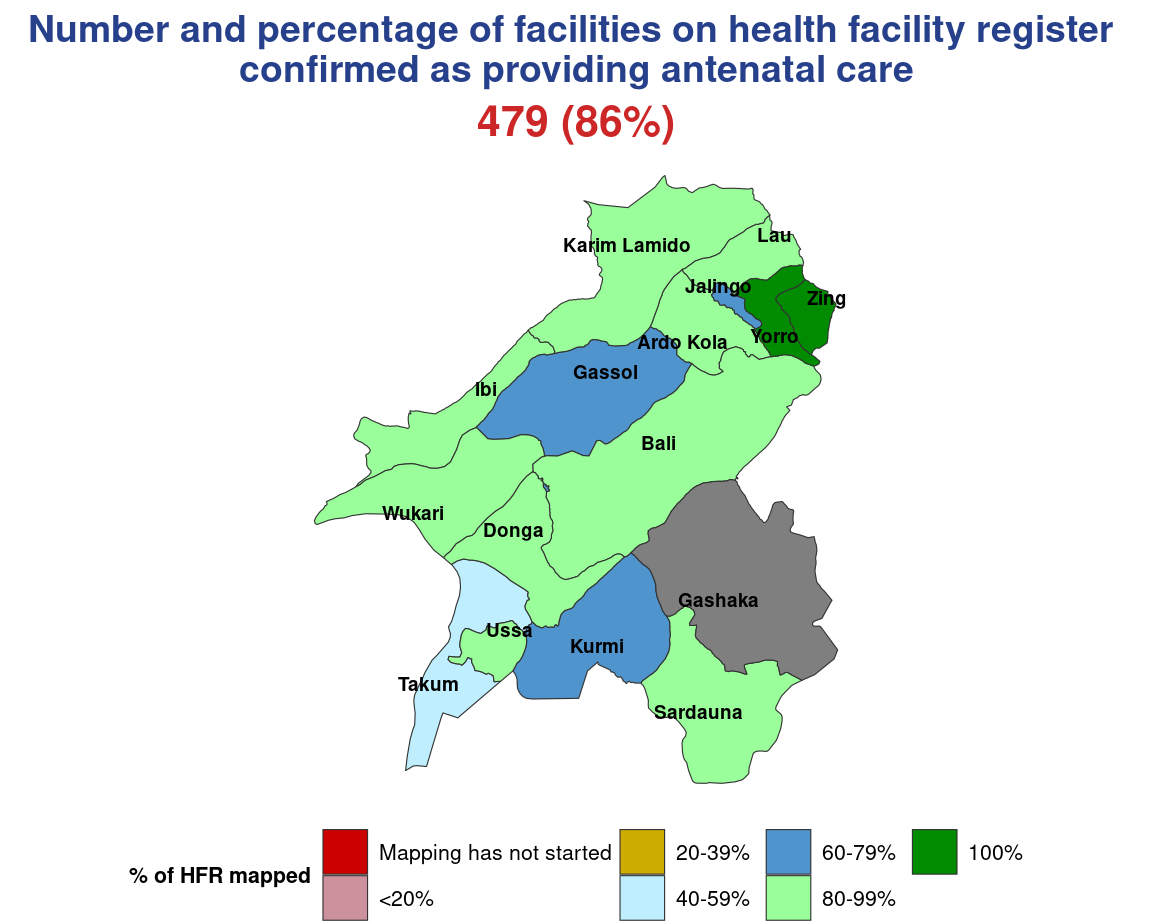 Number and percentage of facilities on health facility register
confirmed as providing antenatal care
479 (86%)
Karim Lamido
Lau
Jalingo
Zing
Yorro
Ardo Kola
Gassol
Ibi
Bali
Wukari
Donga
Gashaka
Ussa
Kurmi
Takum
Sardauna
% of HFR mapped
Mapping has not started
<20%
20-39%
40-59%
60-79%
80-99%
100%